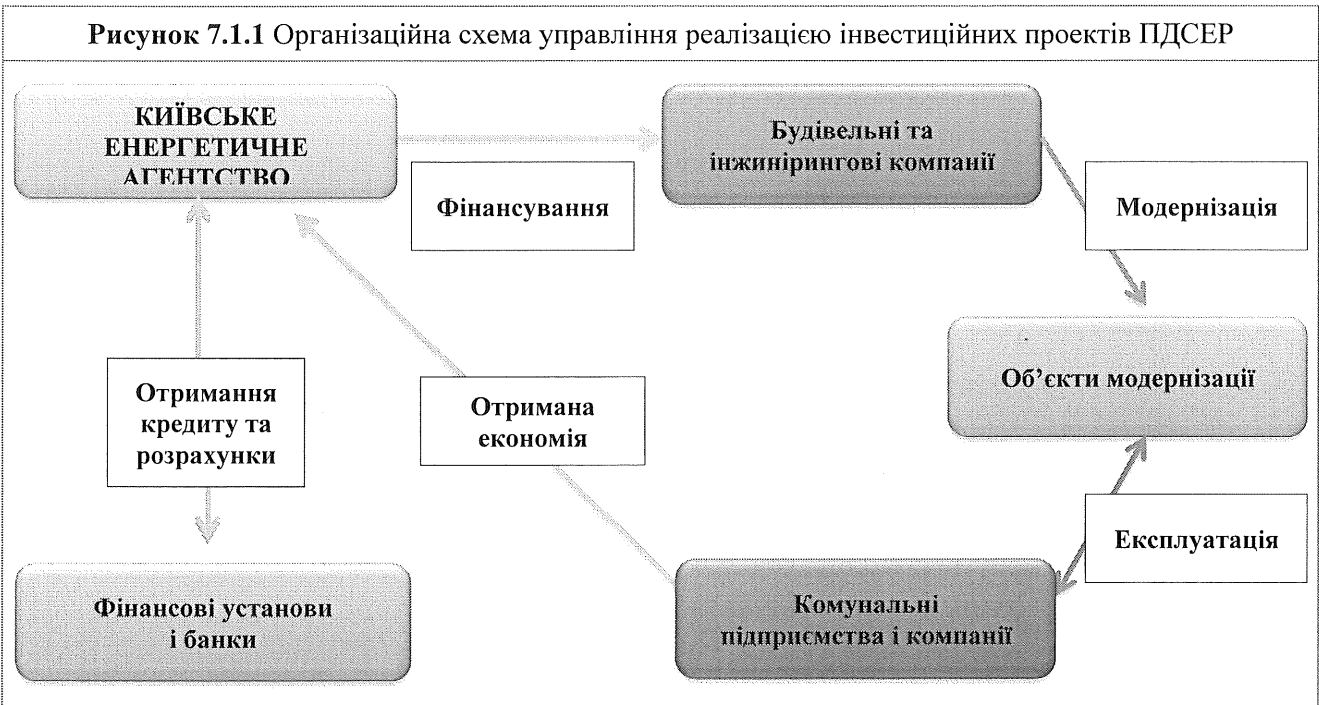 Рисунок 7.1.1 Організаційна схема управління реалізацією інвестиційних проектів ПДСЕР
КИЇВСЬКЕ
ЕНЕРГЕТИЧНЕ
АГЕНТСТВО
Будівельні та
інжинірингові компанії
Фінансування
Модернізація
Об’єкти модернізації
Отримання
кредиту та
розрахунки
Отримана
економія
Експлуатація
Фінансові установи
і банки
Комунальні
підприємства і компанії